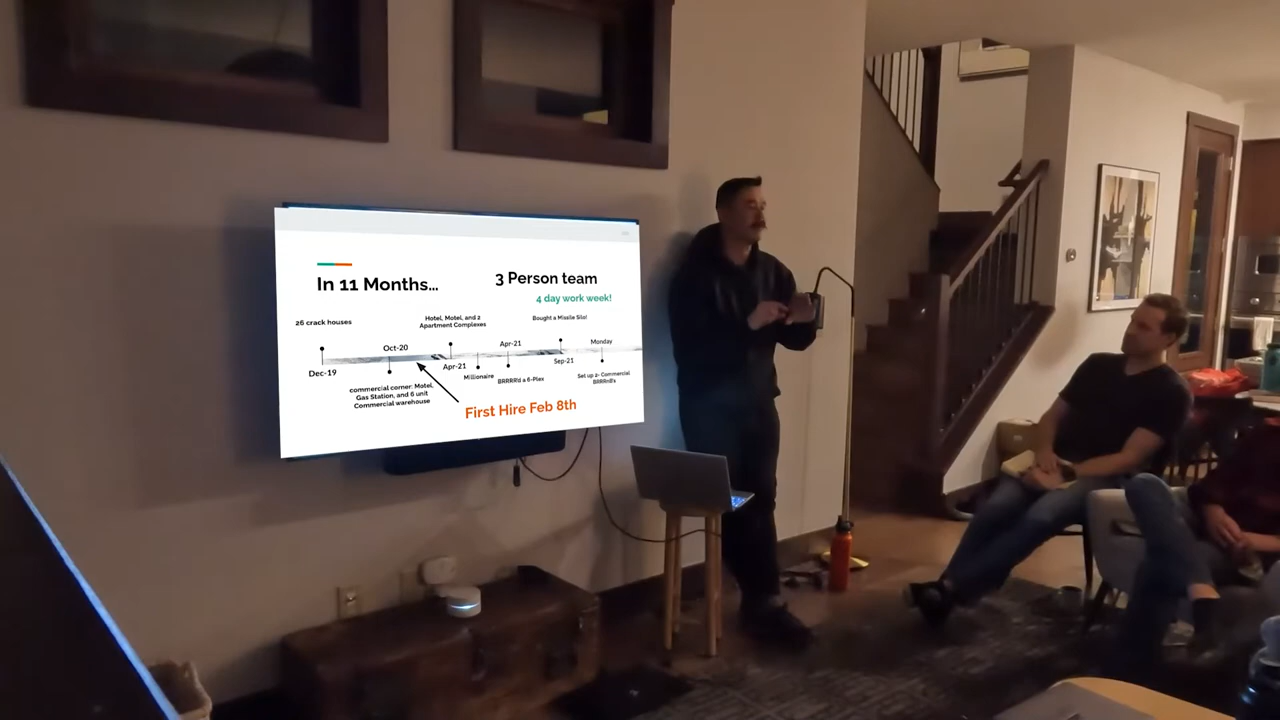 In 11 Months...
3 Person team
4 day work week!
26 crack houses
Hotel, Motel, and 2
Apartment Complexes
Bought a Missile Silo!
Oct-20
Apr-21
Monday
Dec-19
Apr-21
Sep-21
commercial corner: Motel,
Gas Station, and 6 unit
Commercial warehouse
Millionaire
BRRRR'd a 6-Plex
Set up 2- Commercial
BRRRnB's
First Hire Feb 8th